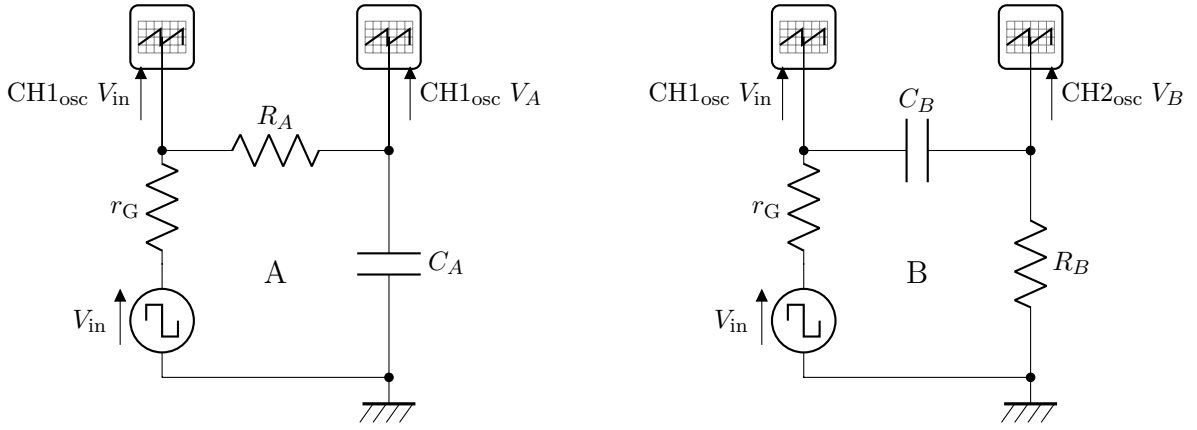 CH1osc Vin
CH1osc VA
RA
rG
A
CA
Vin
CH1osc Vin
CH2osc VB
CB
rG
B
RB
Vin